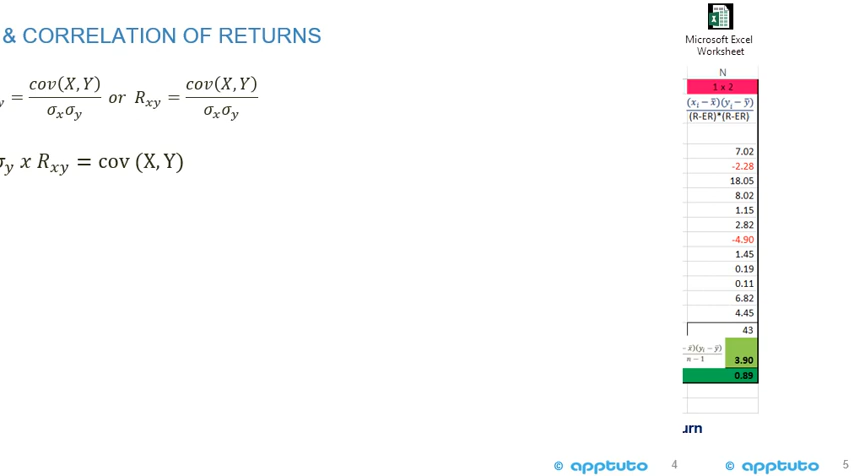 & CORRELATION OF RETURNS
y = cov(X,Y) / σxσy or Rxy = cov(X,Y) / σxσy
σy x Rxy = cov (X,Y)
Microsoft Excel
Worksheet
N
1 x 2
(xi − x̄)(yi − ȳ)
(R-ER)*(R-ER)
7.02
-2.28
18.05
8.02
1.15
2.82
-4.90
1.45
0.19
0.11
6.82
4.45
43
- x̄)(yi − ȳ)
n − 1
3.90
0.89
urn
© apptuto 4
© apptuto 5